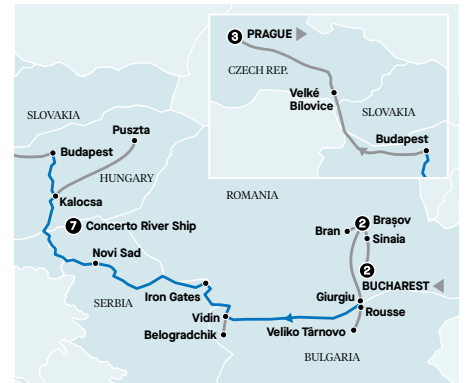 3 PRAGUE
CZECH REP.
Velké
Bílovice
SLOVAKIA
Budapest
SLOVAKIA
Puszta
Budapest
HUNGARY
Kalocsa
ROMANIA
7 Concerto River Ship
2 Brașov
Bran
Sinaia
Novi Sad
2
BUCHAREST
Iron Gates
Giurgiu
SERBIA
Rousse
Vidin
Veliko Târnovo
Belogradchik
BULGARIA